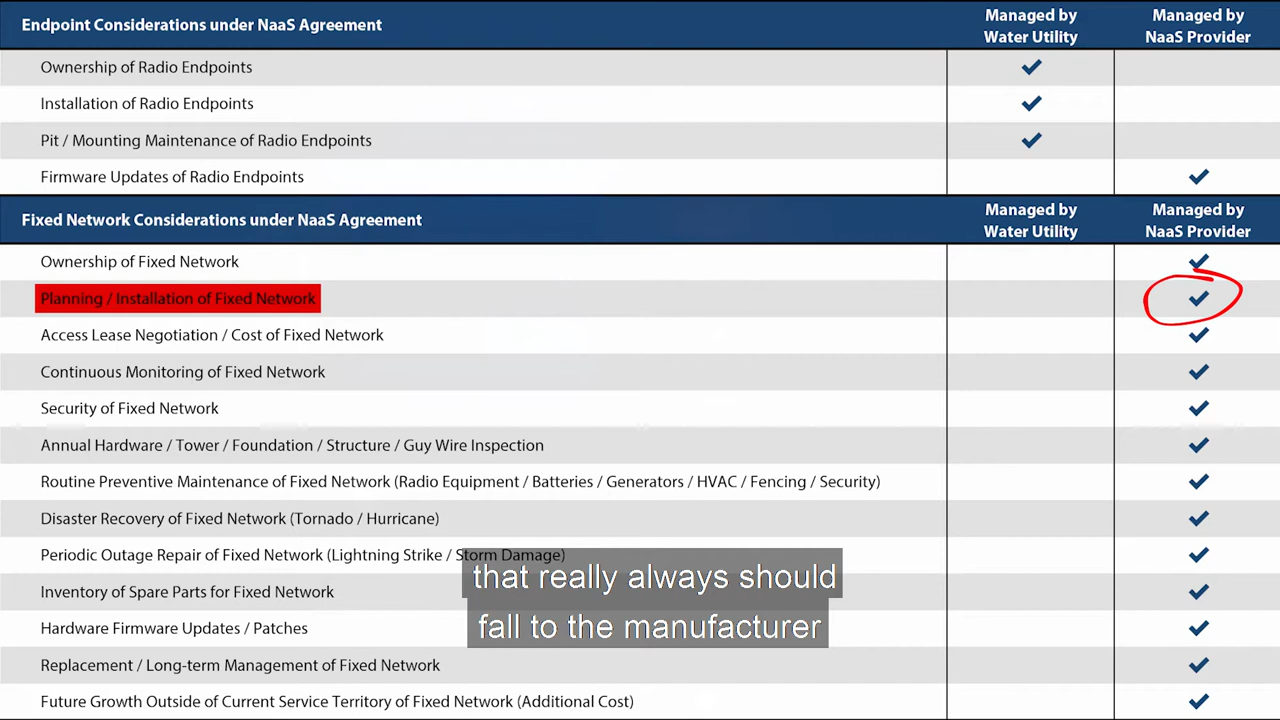 Endpoint Considerations under NaaS Agreement
Managed by
Water Utility
Managed by
NaaS Provider
Ownership of Radio Endpoints
Installation of Radio Endpoints
Pit / Mounting Maintenance of Radio Endpoints
Firmware Updates of Radio Endpoints
Fixed Network Considerations under NaaS Agreement
Managed by
Water Utility
Managed by
NaaS Provider
Ownership of Fixed Network
Planning / Installation of Fixed Network
Access Lease Negotiation / Cost of Fixed Network
Continuous Monitoring of Fixed Network
Security of Fixed Network
Annual Hardware / Tower / Foundation / Structure / Guy Wire Inspection
Routine Preventive Maintenance of Fixed Network (Radio Equipment / Batteries / Generators / HVAC / Fencing / Security)
Disaster Recovery of Fixed Network (Tornado / Hurricane)
Periodic Outage Repair of Fixed Network (Lightning Strike / Storm Damage)
Inventory of Spare Parts for Fixed Network
Hardware Firmware Updates / Patches
Replacement / Long-term Management of Fixed Network
Future Growth Outside of Current Service Territory of Fixed Network (Additional Cost)
that really always should
fall to the manufacturer